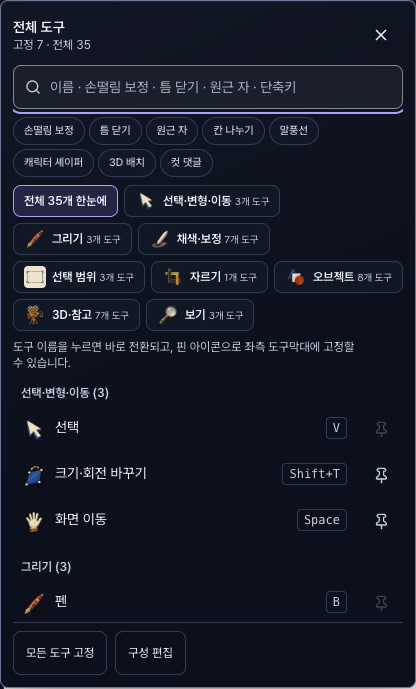 전체 도구
고정 7 · 전체 35
이름 · 손떨림 보정 · 틈 닫기 · 원근 자 · 단축키
손떨림 보정 틈 닫기 원근 자 칸 나누기 말풍선
캐릭터 셰이퍼 3D 배치 컷 댓글
전체 35개 한눈에 선택·변형·이동 3개 도구
그리기 3개 도구 채색·보정 7개 도구
선택 범위 3개 도구 자르기 1개 도구 오브젝트 8개 도구
3D·참고 7개 도구 보기 3개 도구
도구 이름을 누르면 바로 전환되고, 핀 아이콘으로 좌측 도구막대에 고정할
수 있습니다.
선택·변형·이동 (3)
선택 V
크기·회전 바꾸기 Shift+T
화면 이동 Space
그리기 (3)
펜 B
모든 도구 고정 구성 편집